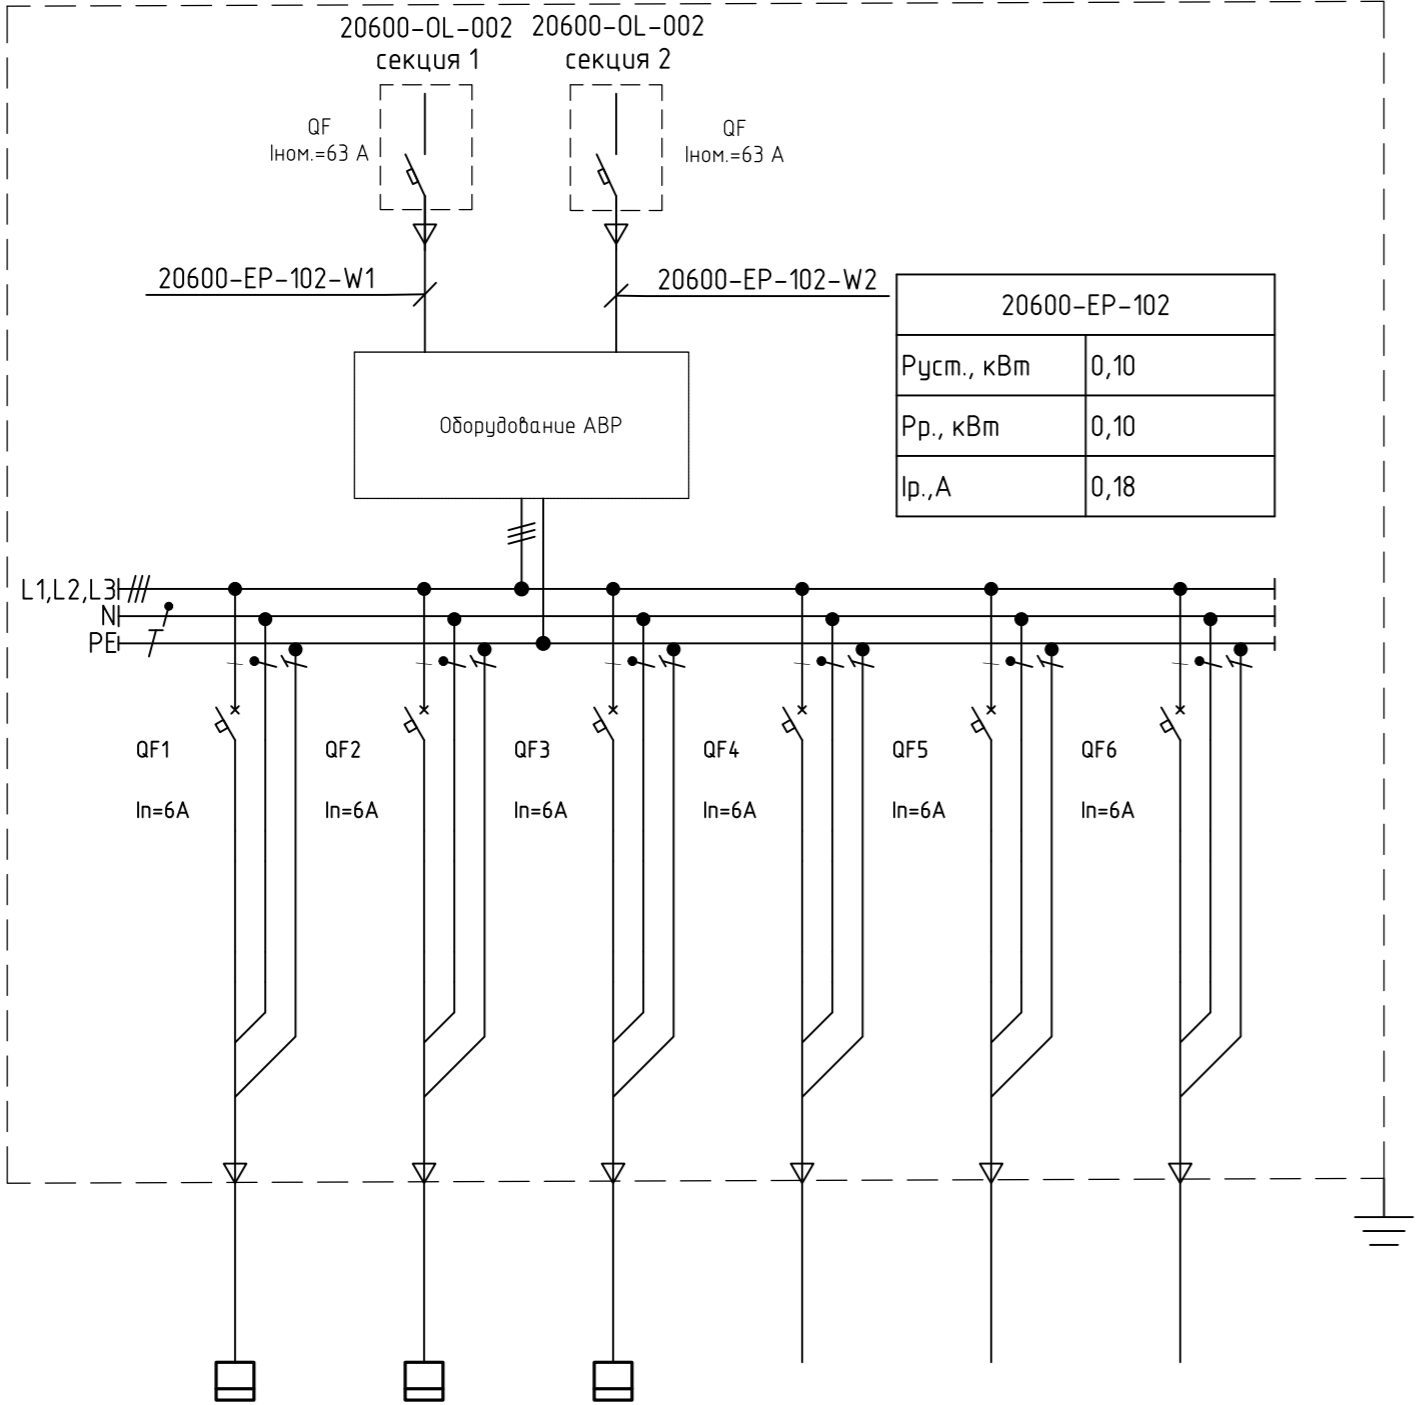 20600-OL-002
секция 1
20600-OL-002
секция 2
QF
Iном.=63 А
QF
Iном.=63 А
20600-EP-102-W1
20600-EP-102-W2
20600-EP-102
Руст., кВт
0,10
Рр., кВт
0,10
Iр.,А
0,18
Оборудование АВР
L1,L2,L3
N
PE
QF1
QF2
QF3
QF4
QF5
QF6
In=6A
In=6A
In=6A
In=6A
In=6A
In=6A